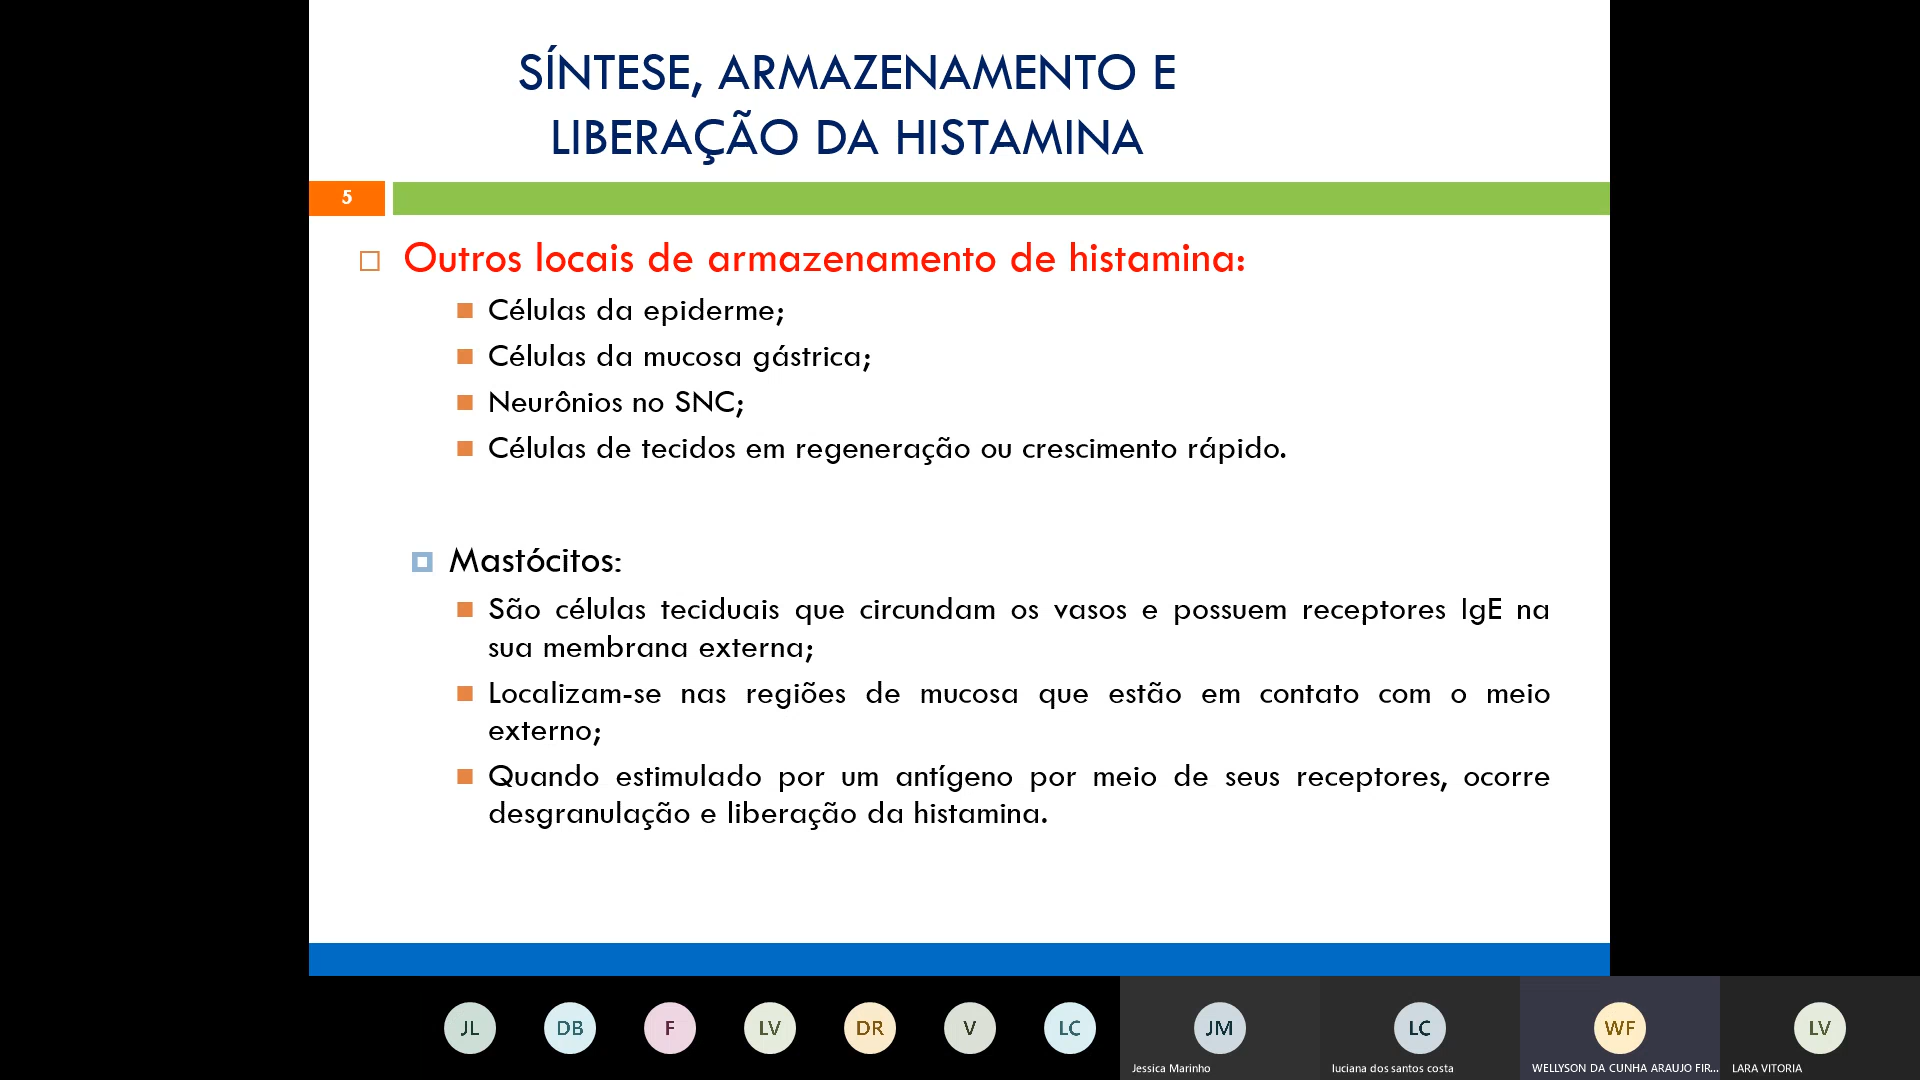 SÍNTESE, ARMAZENAMENTO E
LIBERAÇÃO DA HISTAMINA
5
Outros locais de armazenamento de histamina:
Células da epiderme;
Células da mucosa gástrica;
Neurônios no SNC;
Células de tecidos em regeneração ou crescimento rápido.
Mastócitos:
São células teciduais que circundam os vasos e possuem receptores IgE na
sua membrana externa;
Localizam-se nas regiões de mucosa que estão em contato com o meio
externo;
Quando estimulado por um antígeno por meio de seus receptores, ocorre
desgranulação e liberação da histamina.
JL DB F LV DR V LC JM LC WF LV
Jessica Marinho luciana dos santos costa WELLYSON DA CUNHA ARAUJO FIR... LARA VITORIA